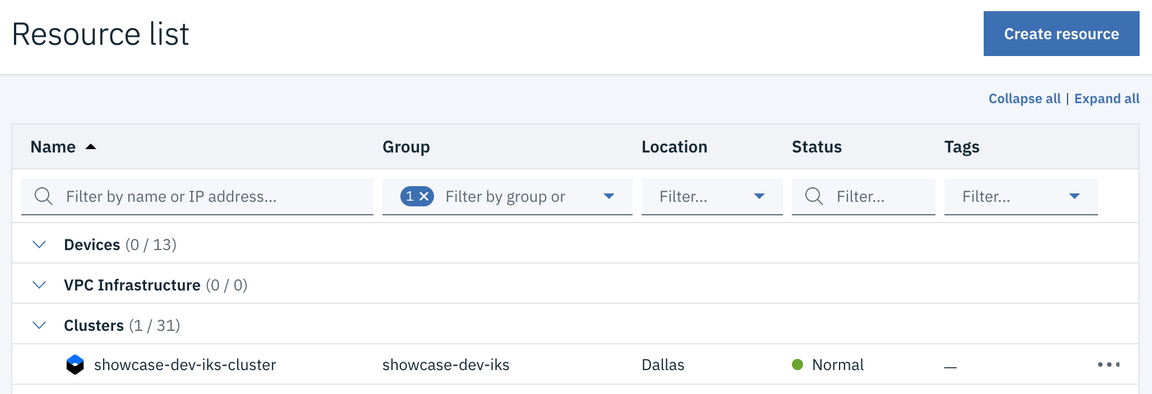 Resource list
Create resource
Collapse all | Expand all
Name Group Location Status Tags
Filter by name or IP address... 1 Filter by group or Filter... Filter... Filter...
Devices (0 / 13)
VPC Infrastructure (0 / 0)
Clusters (1 / 31)
showcase-dev-iks-cluster showcase-dev-iks Dallas Normal —